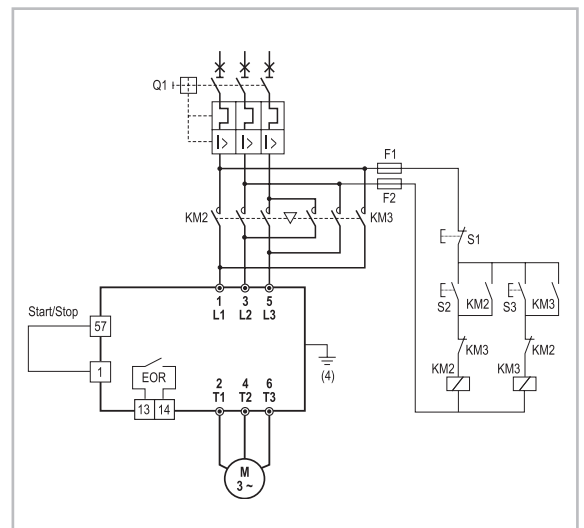 Q1
I> I> I>
F1
F2
KM2 KM3
S1
S2 KM2 S3 KM3
KM3 KM2
KM2 KM3
1 3 5
L1 L2 L3
Start/Stop
57
1
EOR
13 14
(4)
2 4 6
T1 T2 T3
M
3 ~